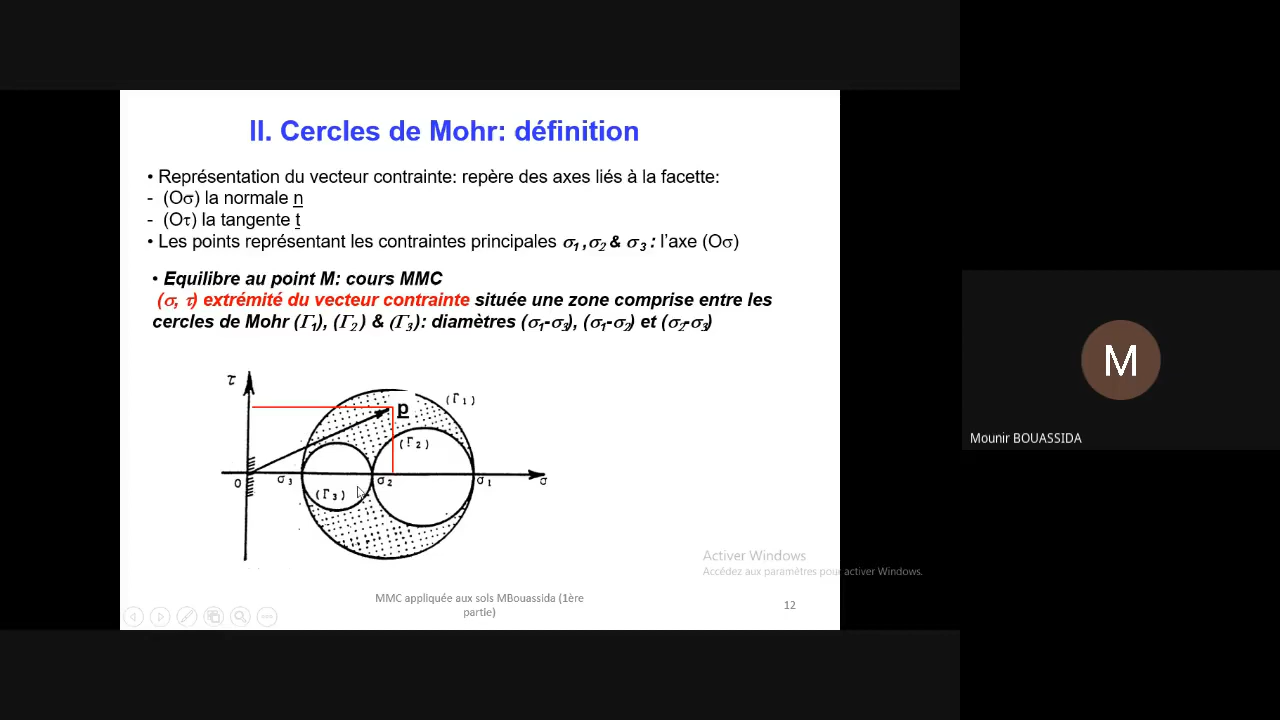 II. Cercles de Mohr: définition
• Représentation du vecteur contrainte: repère des axes liés à la facette:
- (Oσ) la normale n
- (Oτ) la tangente t
• Les points représentant les contraintes principales σ1 ,σ2 & σ3 : l'axe (Oσ)
• Equilibre au point M: cours MMC
(σ, τ) extrémité du vecteur contrainte située une zone comprise entre les
cercles de Mohr (Γ1), (Γ2 ) & (Γ3): diamètres (σ1-σ3), (σ1-σ2) et (σ2-σ3)
τ
p
(Γ1)
(Γ2)
O
σ3
σ2
σ1
σ
(Γ3)
M
Mounir BOUASSIDA
Activer Windows
Accédez aux paramètres pour activer Windows.
MMC appliquée aux sols MBouassida (1ère
partie)
12